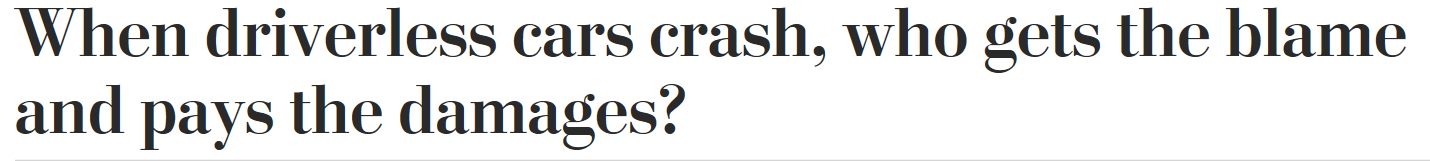 When driverless cars crash, who gets the blame
and pays the damages?